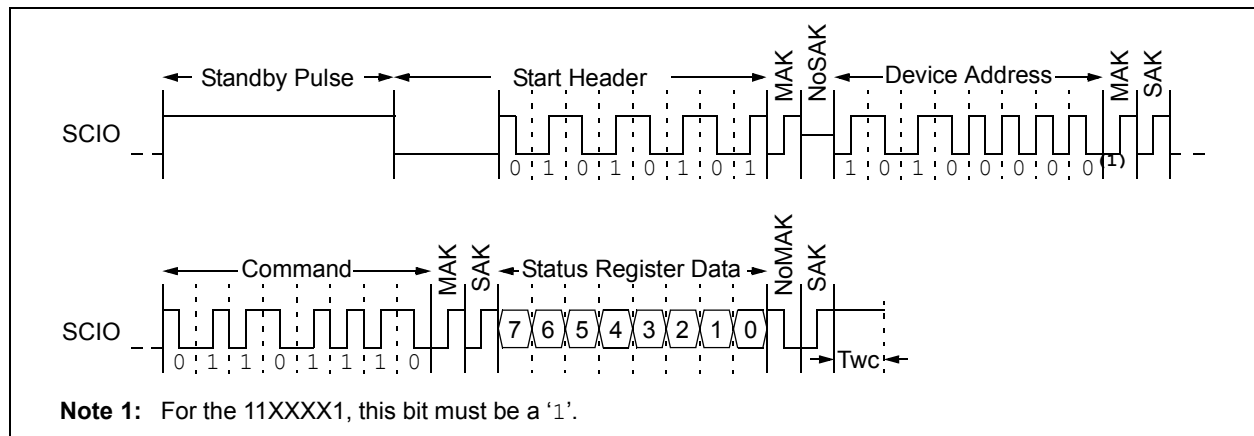 Standby Pulse
Start Header
MAK
NoSAK
Device Address
MAK
SAK
SCIO
0 1 0 1 0 1 0 1
1 0 1 0 0 0 0 0(1)
Command
MAK
SAK
Status Register Data
NoMAK
SAK
SCIO
7 6 5 4 3 2 1 0
0 1 1 0 1 1 1 0
Twc
Note 1: For the 11XXXX1, this bit must be a ‘1’.